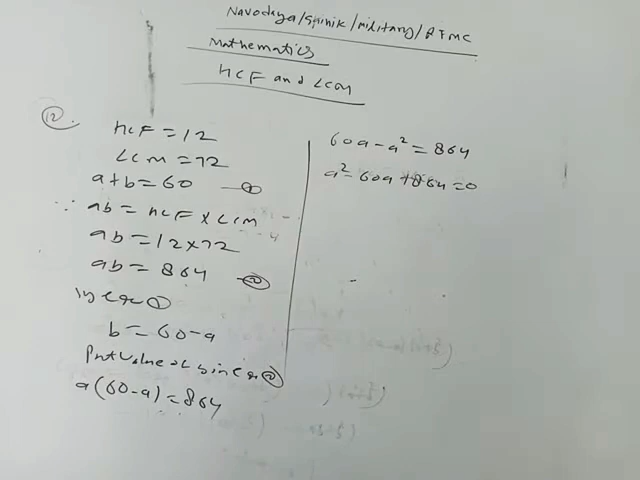 Navodaya/Sainik/military/RIMC
Mathematics
HCF and LCM
12.
HCF = 12
LCM = 72
a+b = 60 — ①
∵ ab = HCF × LCM
ab = 12×72
ab = 864 — ②
in eq ①
b = 60-a
Put value of b in eq ②
a(60-a) = 864
60a - a² = 864
a² - 60a + 864 = 0